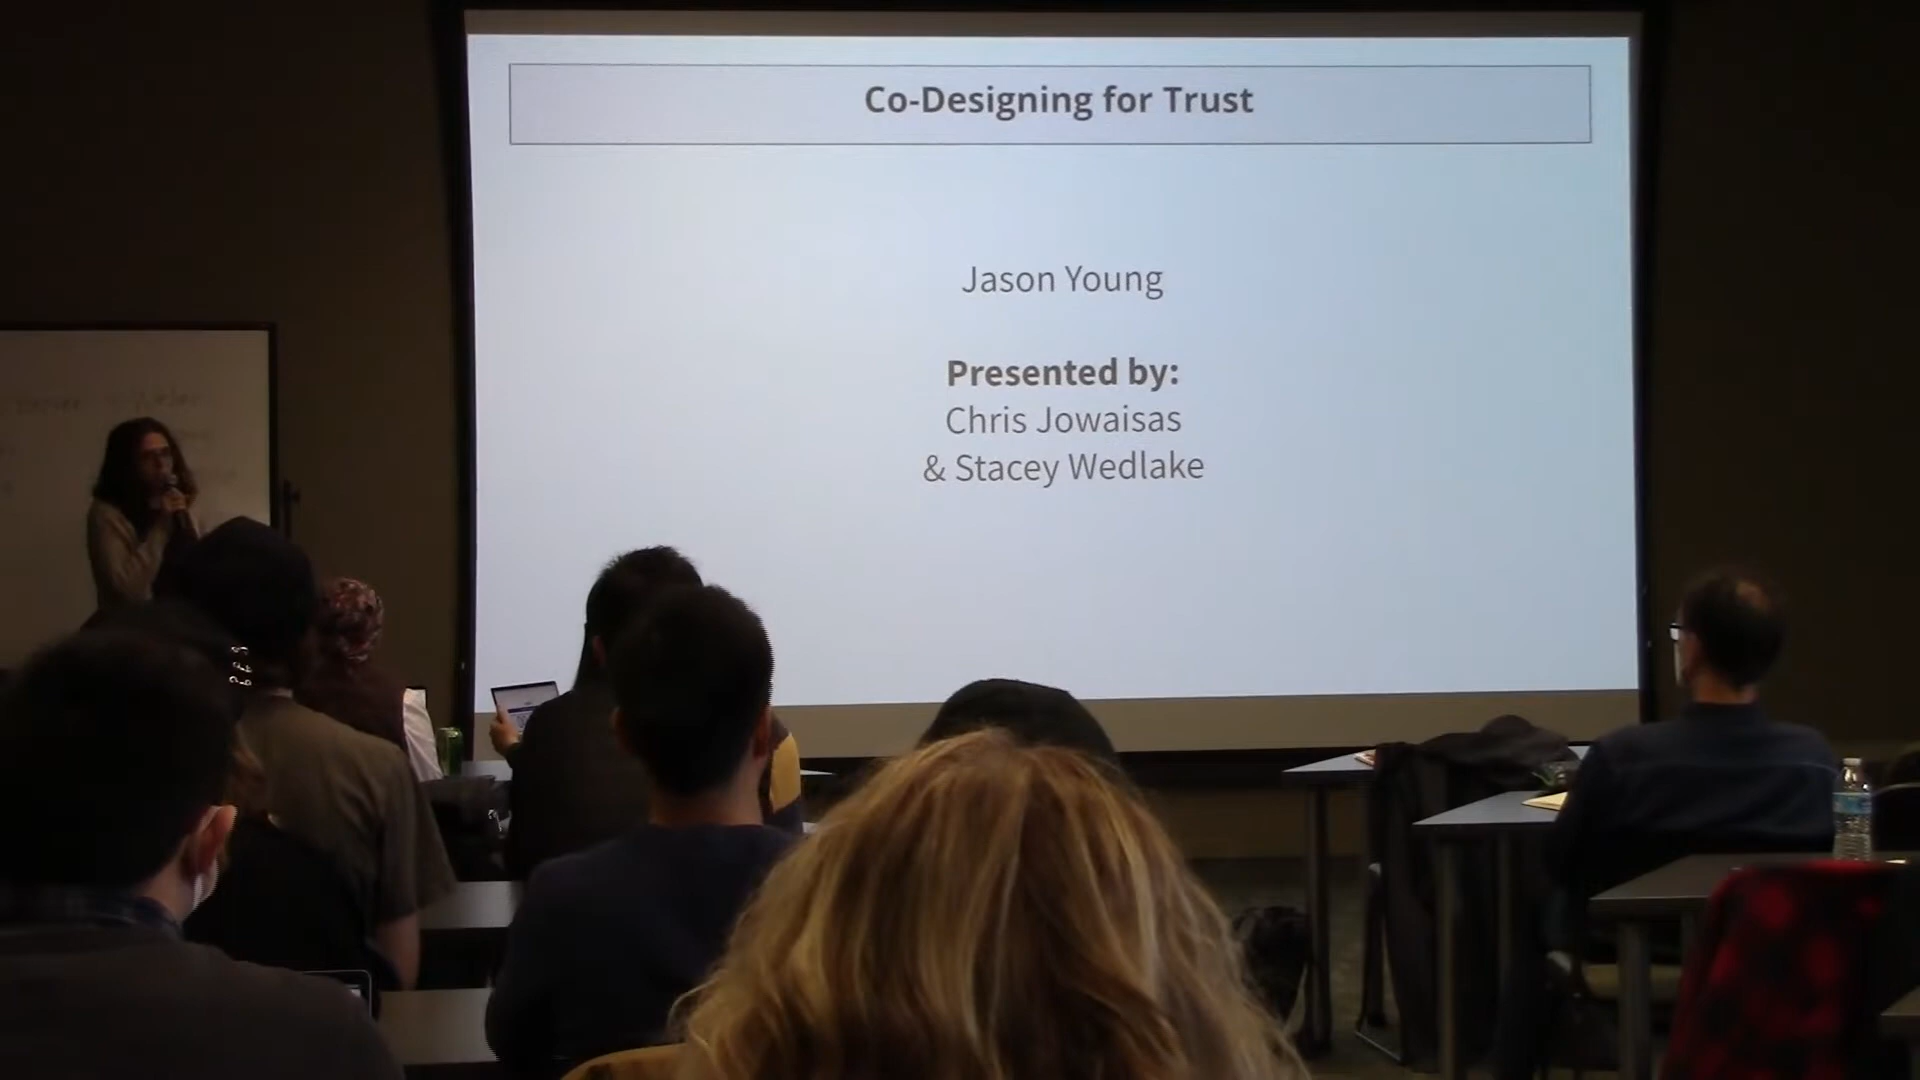 Co-Designing for Trust
Jason Young
Presented by:
Chris Jowaisas
& Stacey Wedlake